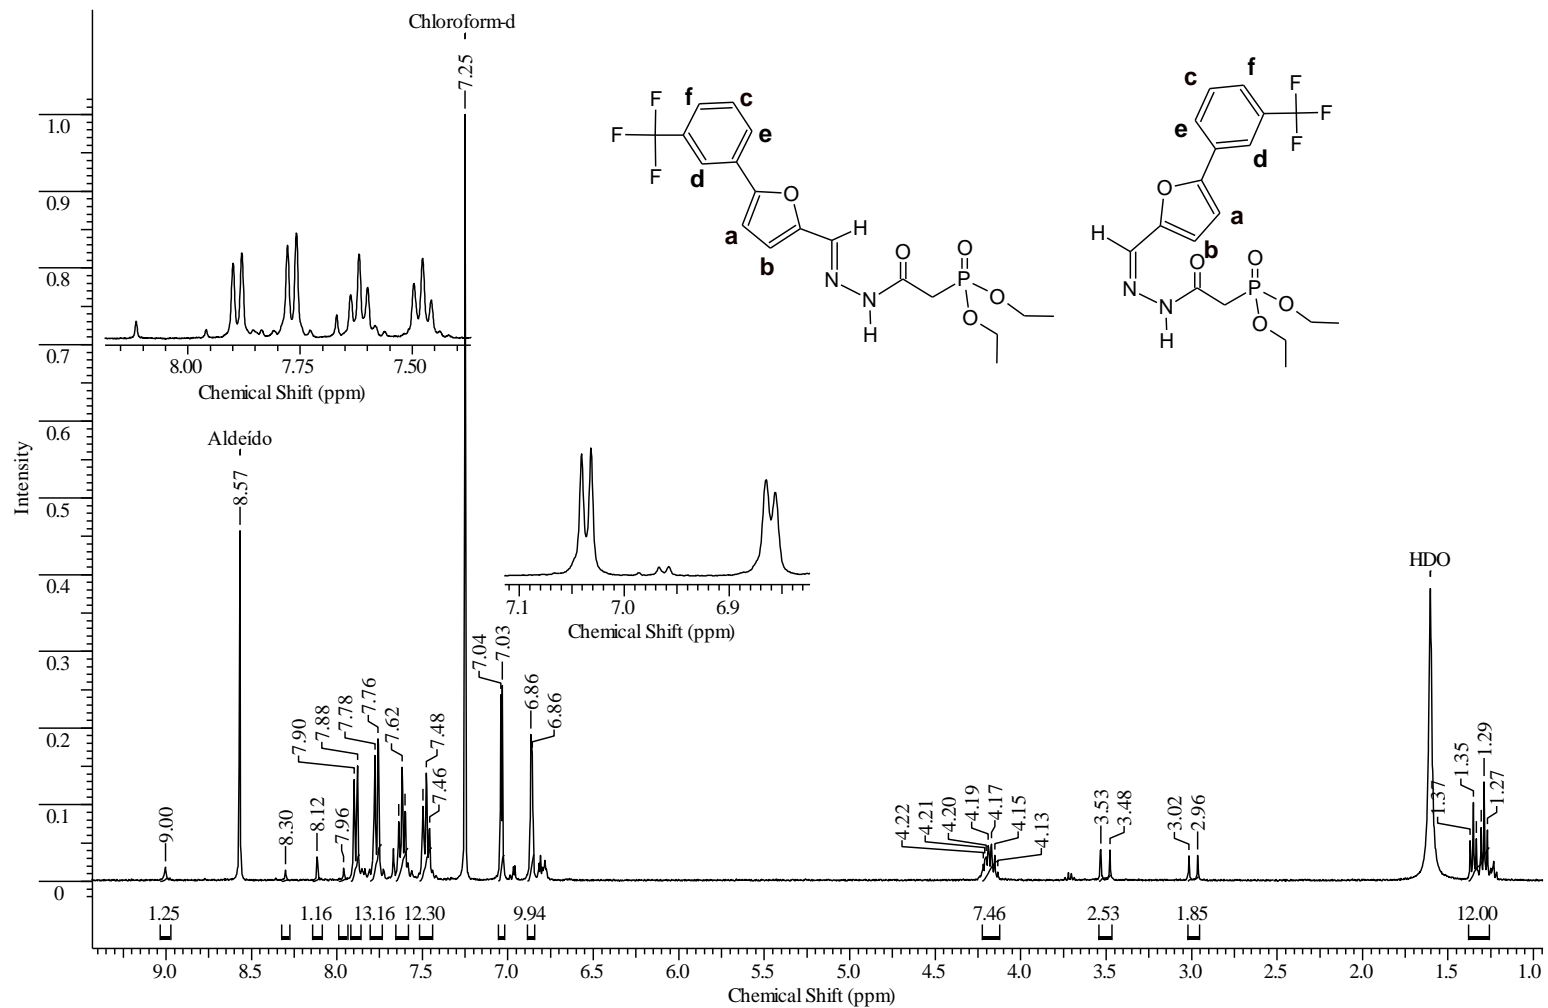 Chloroform-d
7.25
1.0
0.9
0.8
0.7
0.6
0.5
0.4
0.3
0.2
0.1
0
Intensity
8.00 7.75 7.50
Chemical Shift (ppm)
F
F
F
f
c
e
d
O
a
b
H
N
N
H
O
P
O
O
O
c
f
e
d
F
F
F
O
a
b
H
N
N
H
O
P
O
O
O
Aldeído
8.57
7.1 7.0 6.9
Chemical Shift (ppm)
HDO
9.00
8.30
8.12
7.96
7.90
7.88
7.78
7.76
7.62
7.48
7.46
7.04
7.03
6.86
6.86
4.22
4.21
4.20
4.19
4.17
4.15
4.13
3.53
3.48
3.02
2.96
1.37
1.35
1.29
1.27
1.25 1.16 13.16 12.30 9.94 7.46 2.53 1.85 12.00
9.0 8.5 8.0 7.5 7.0 6.5 6.0 5.5 5.0 4.5 4.0 3.5 3.0 2.5 2.0 1.5 1.0
Chemical Shift (ppm)